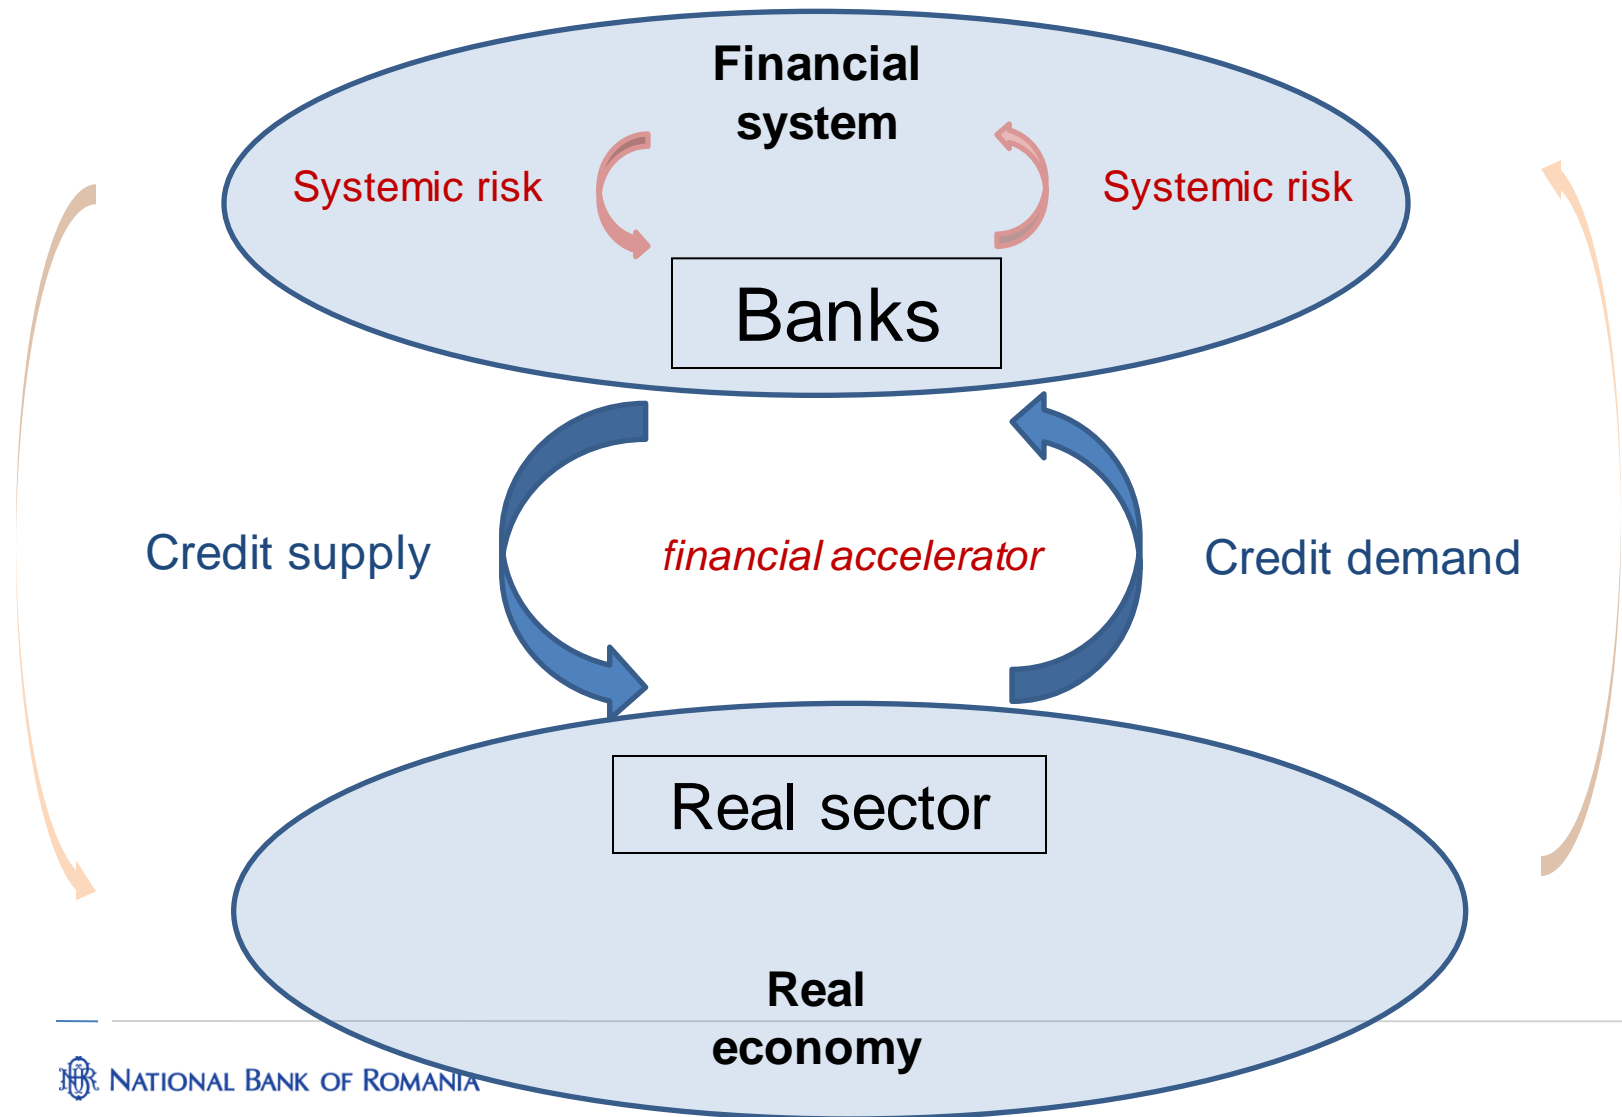 Financial
system
Systemic risk
Systemic risk
Banks
Credit supply
financial accelerator
Credit demand
Real sector
Real
economy
NATIONAL BANK OF ROMANIA